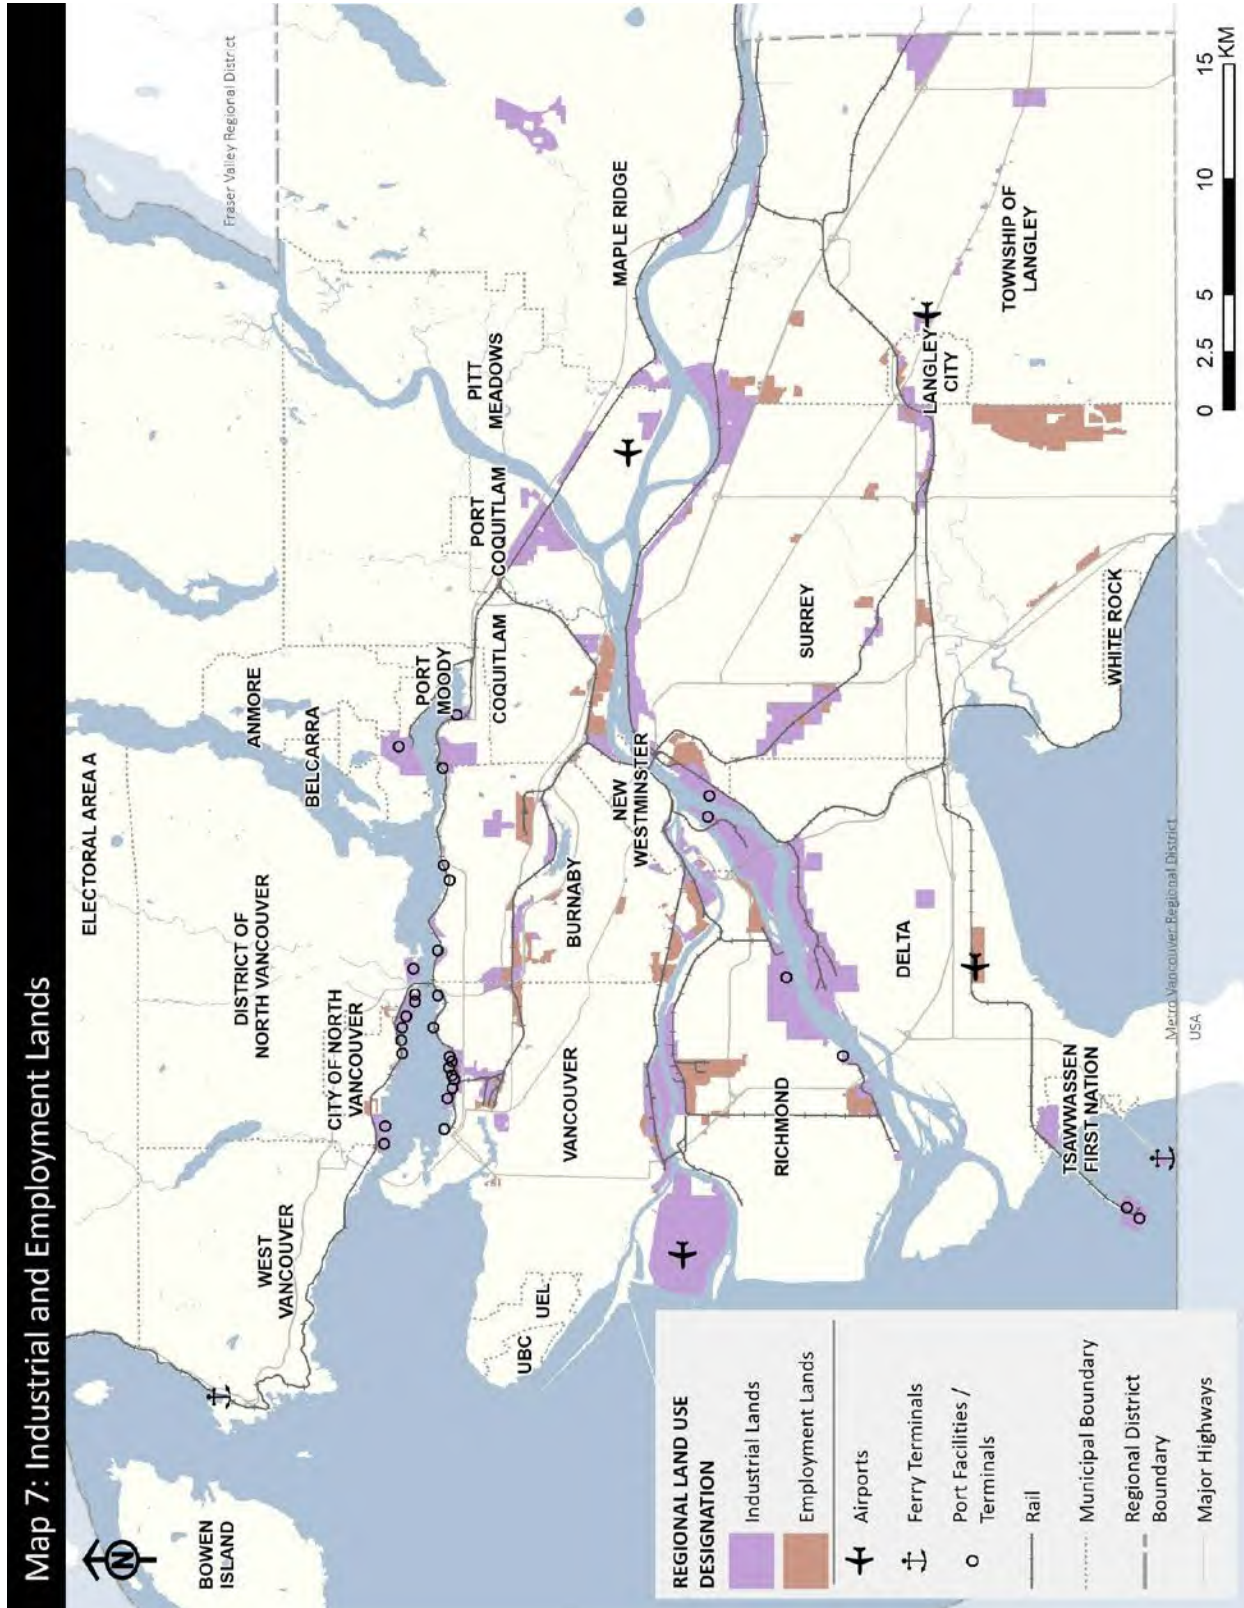 Map 7: Industrial and Employment Lands
N
BOWEN
ISLAND
WEST
VANCOUVER
CITY OF NORTH
VANCOUVER
DISTRICT OF
NORTH VANCOUVER
ELECTORAL AREA A
BELCARRA
ANMORE
PORT
MOODY
COQUITLAM
PORT
COQUITLAM
PITT
MEADOWS
MAPLE RIDGE
Fraser Valley Regional District
UBC
UEL
VANCOUVER
BURNABY
NEW
WESTMINSTER
RICHMOND
DELTA
SURREY
LANGLEY
CITY
TOWNSHIP OF
LANGLEY
WHITE ROCK
TSAWWASSEN
FIRST NATION
Metro Vancouver Regional District
USA
REGIONAL LAND USE
DESIGNATION
Industrial Lands
Employment Lands
Airports
Ferry Terminals
Port Facilities /
Terminals
Rail
Municipal Boundary
Regional District
Boundary
Major Highways
0 2.5 5 10 15
KM